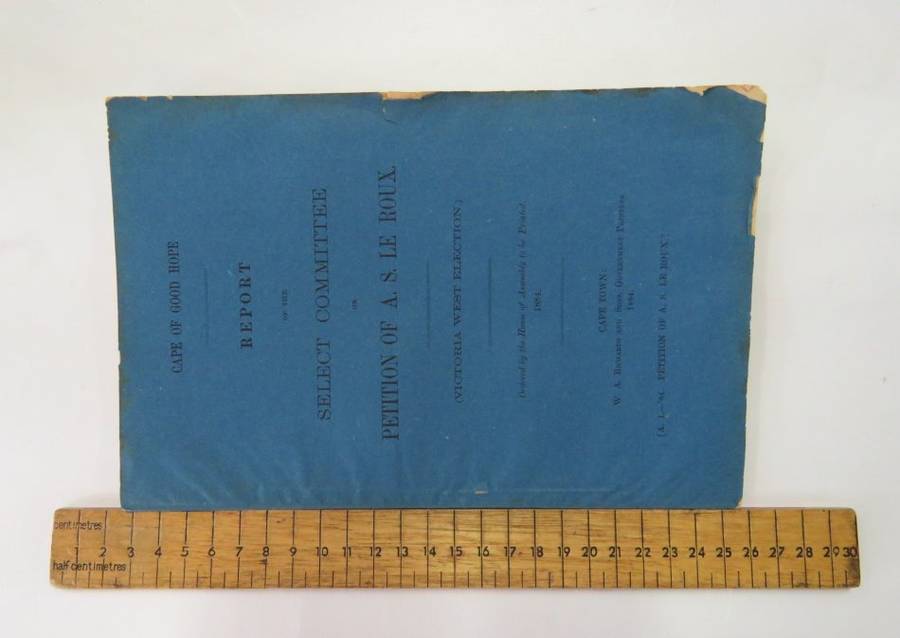 CAPE OF GOOD HOPE
REPORT
OF THE
SELECT COMMITTEE
ON
PETITION OF A. S. LE ROUX.
(VICTORIA WEST ELECTION.)
Ordered by the House of Assembly to be Printed.
1884.
CAPE TOWN
W. A. RICHARDS AND SONS, GOVERNMENT PRINTERS
1884.
[A. 1.—'84. PETITION OF A. S. LE ROUX.]
centimetres
1 2 3 4 5 6 7 8 9 10 11 12 13 14 15 16 17 18 19 20 21 22 23 24 25 26 27 28 29 30
half centimetres